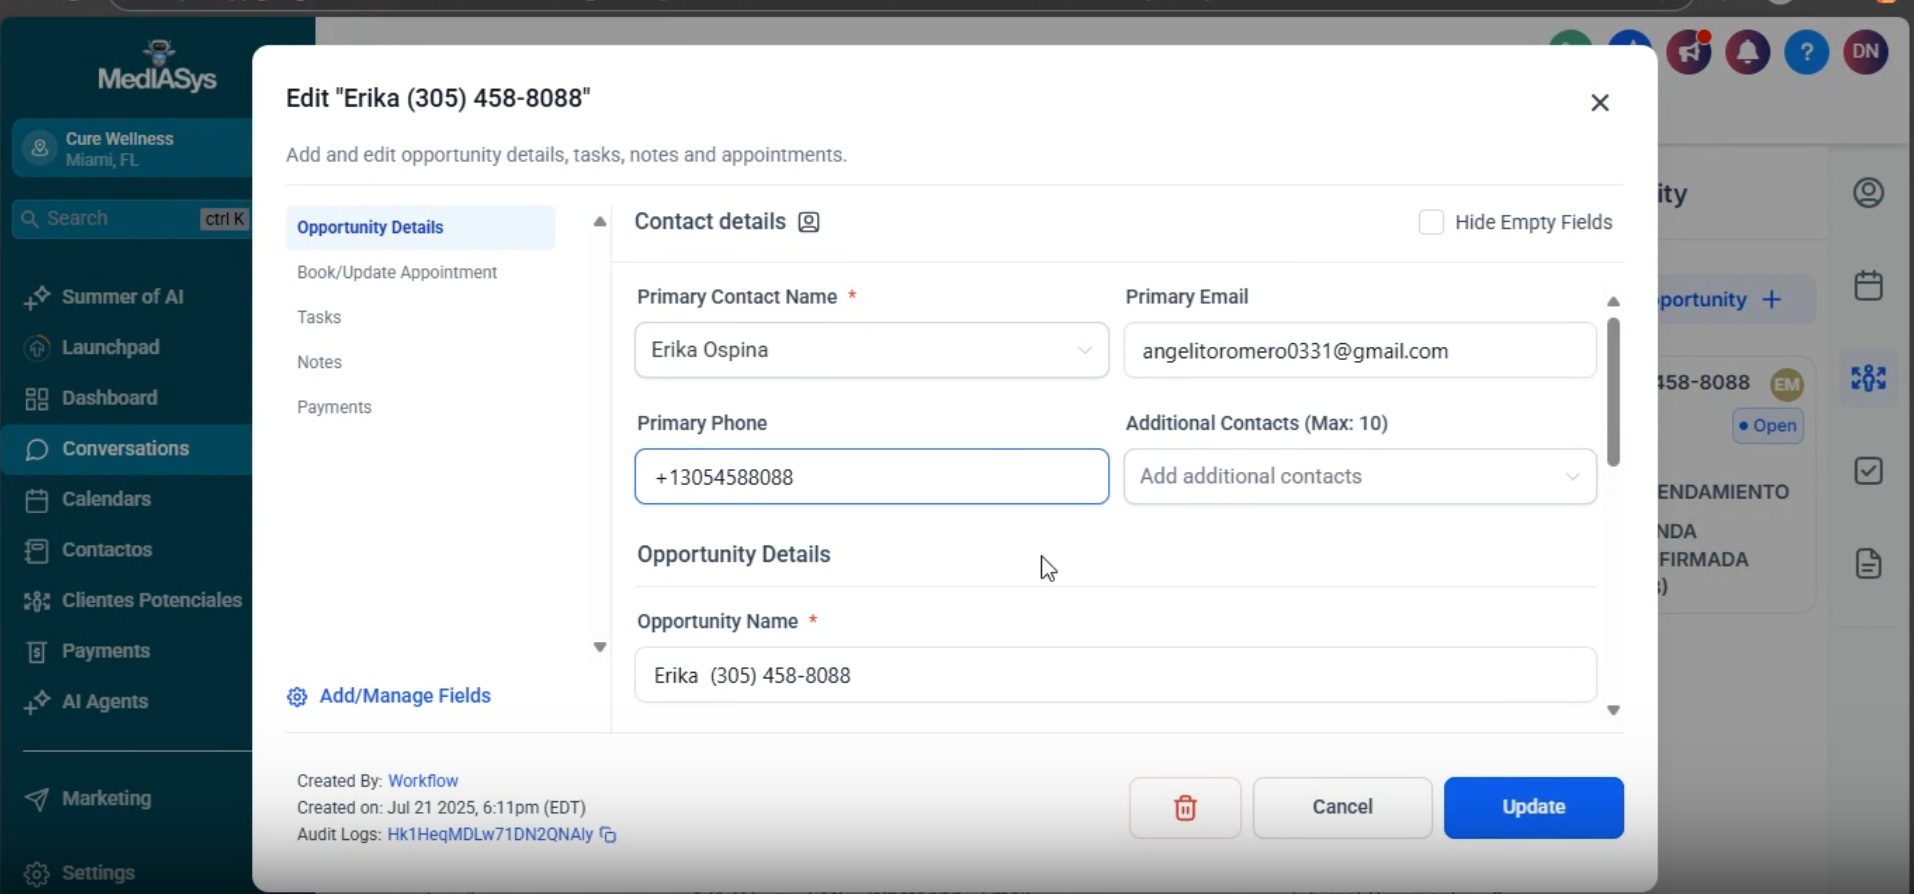 MedIASys
Cure Wellness
Miami, FL
Search
ctrl K
Summer of AI
Launchpad
Dashboard
Conversations
Calendars
Contactos
Clientes Potenciales
Payments
AI Agents
Marketing
Settings
Edit "Erika (305) 458-8088"
Add and edit opportunity details, tasks, notes and appointments.
Opportunity Details
Book/Update Appointment
Tasks
Notes
Payments
Add/Manage Fields
Contact details
Hide Empty Fields
Primary Contact Name *
Primary Email
Erika Ospina
angelitoromero0331@gmail.com
Primary Phone
Additional Contacts (Max: 10)
+13054588088
Add additional contacts
Opportunity Details
Opportunity Name *
Erika (305) 458-8088
Created By: Workflow
Created on: Jul 21 2025, 6:11pm (EDT)
Audit Logs: Hk1HeqMDLw71DN2QNAly
Cancel
Update
?
DN
ity
portunity +
458-8088
EM
Open
ENDAMIENTO
NDA
FIRMADA